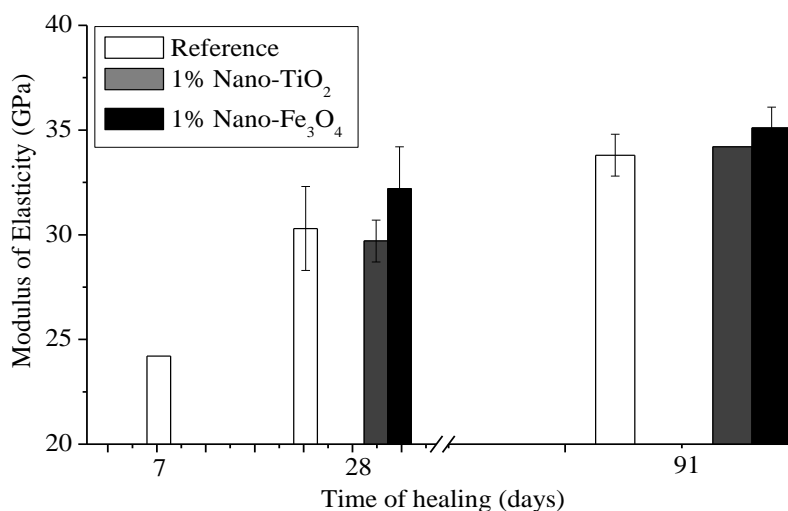 40
35
30
25
20
Modulus of Elasticity (GPa)
Reference
1% Nano-TiO₂
1% Nano-Fe₃O₄
7
28
91
Time of healing (days)